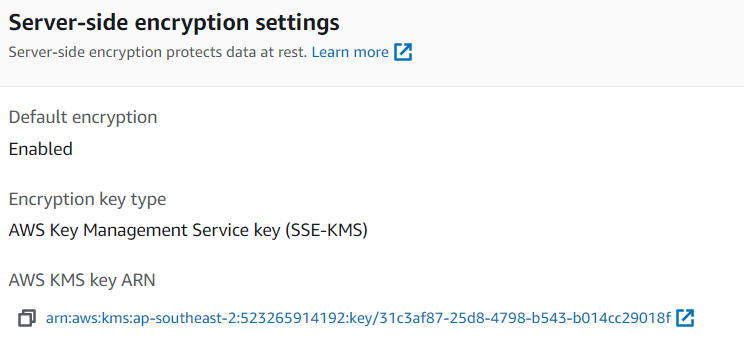 Server-side encryption settings
Server-side encryption protects data at rest. Learn more
Default encryption
Enabled
Encryption key type
AWS Key Management Service key (SSE-KMS)
AWS KMS key ARN
arn:aws:kms:ap-southeast-2:523265914192:key/31c3af87-25d8-4798-b543-b014cc29018f